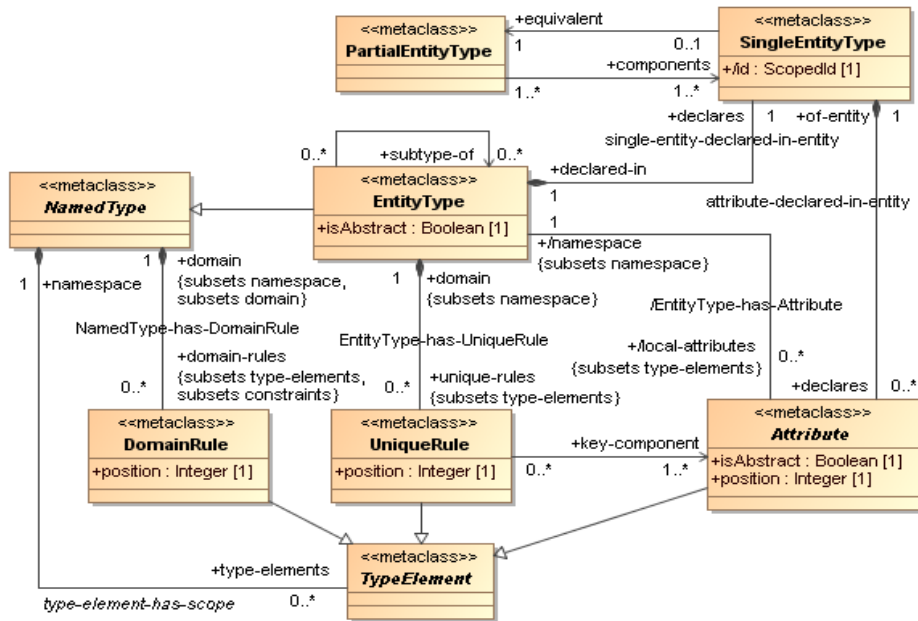 <<metaclass>>
PartialEntityType
+equivalent
1
0..1
+components
1..*
1..*
<<metaclass>>
SingleEntityType
+/id : ScopedId [1]
+declares
1
+of-entity
1
single-entity-declared-in-entity
0..*
+subtype-of
0..*
+declared-in
1
<<metaclass>>
NamedType
<<metaclass>>
EntityType
+isAbstract : Boolean [1]
attribute-declared-in-entity
1
+/namespace
{subsets namespace}
1
+namespace
1
+domain
{subsets namespace,
subsets domain}
1
+domain
{subsets namespace}
/EntityType-has-Attribute
NamedType-has-DomainRule
EntityType-has-UniqueRule
+domain-rules
{subsets type-elements,
subsets constraints}
0..*
+unique-rules
{subsets type-elements}
0..*
+/local-attributes
{subsets type-elements}
0..*
+declares
0..*
<<metaclass>>
DomainRule
+position : Integer [1]
<<metaclass>>
UniqueRule
+position : Integer [1]
+key-component
0..*
1..*
<<metaclass>>
Attribute
+isAbstract : Boolean [1]
+position : Integer [1]
<<metaclass>>
TypeElement
+type-elements
0..*
type-element-has-scope